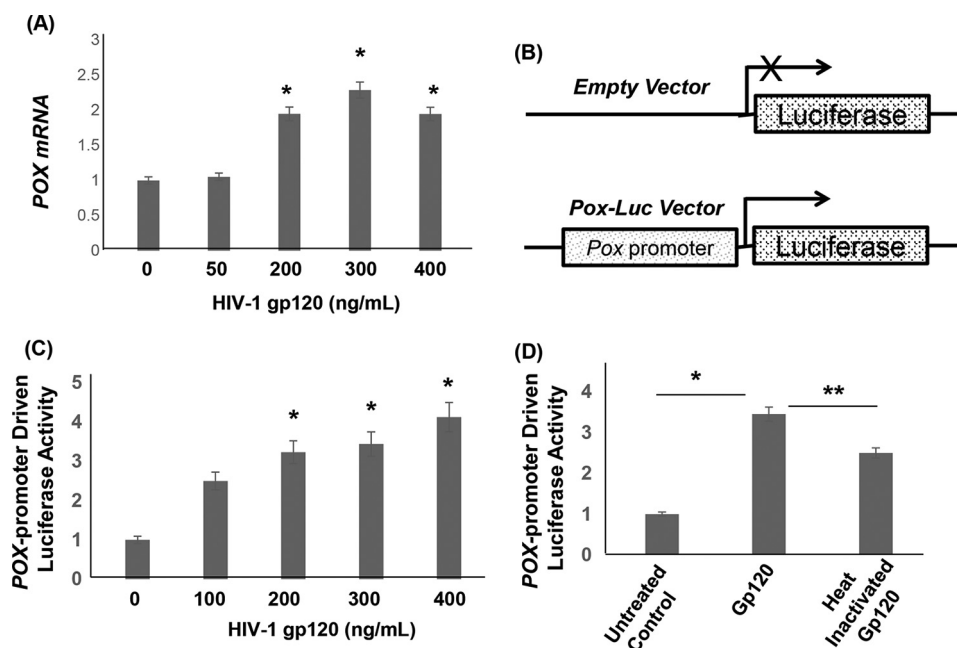 (A)
POX mRNA
3
2.5
2
1.5
1
0.5
0
* * *
0 50 200 300 400
HIV-1 gp120 (ng/mL)
(B)
Empty Vector
X
Luciferase
Pox-Luc Vector
Pox promoter
Luciferase
(C)
POX-promoter Driven
Luciferase Activity
5
4
3
2
1
0
* * *
0 100 200 300 400
HIV-1 gp120 (ng/mL)
(D)
POX-promoter Driven
Luciferase Activity
4
3
2
1
0
* **
Untreated
Control
Gp120
Heat
Inactivated
Gp120